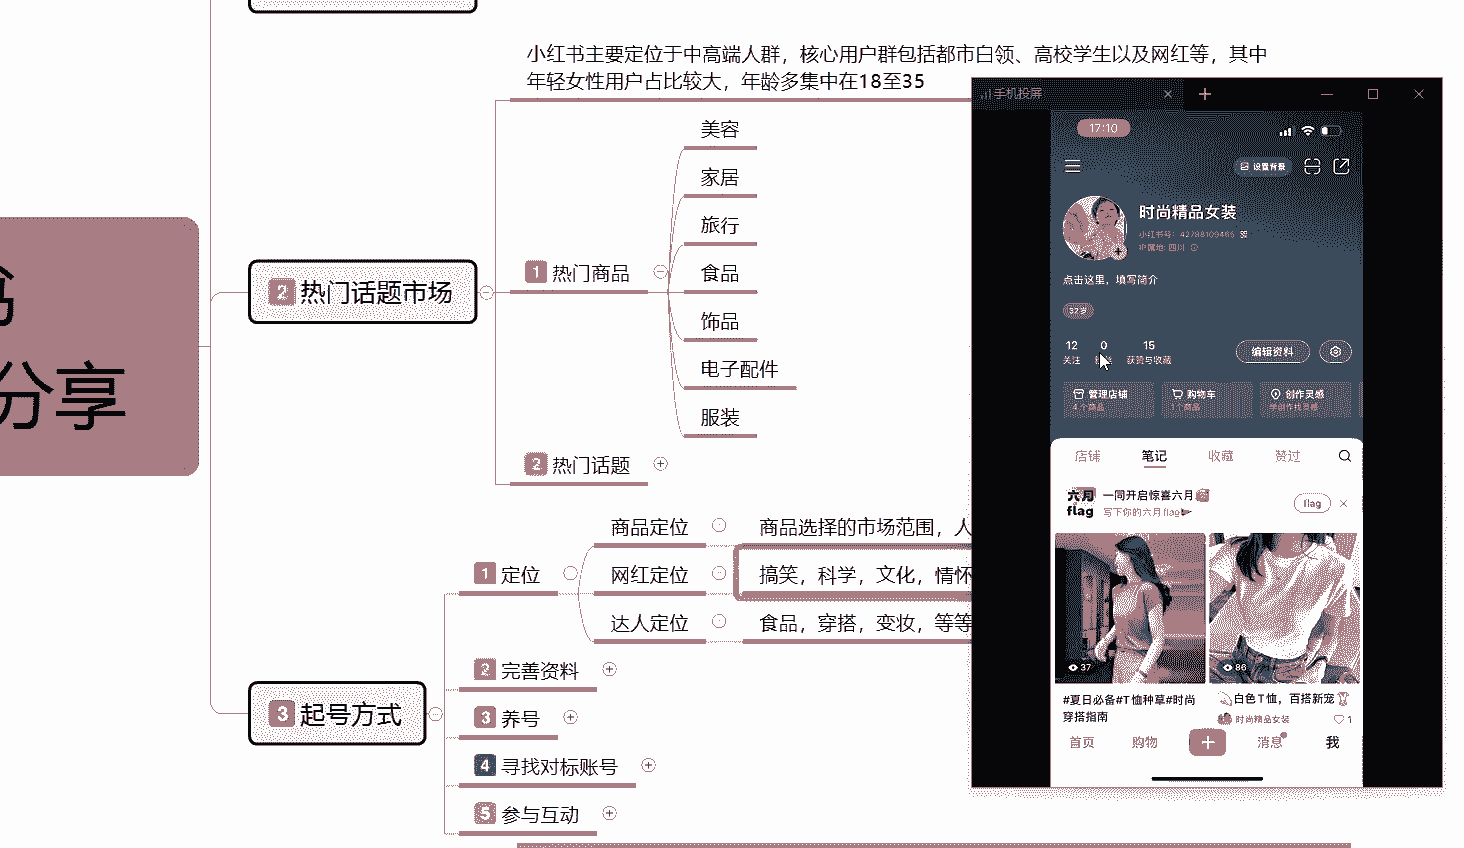 小红书主要定位于中高端人群，核心用户群包括都市白领、高校学生以及网红等，其中
年轻女性用户占比较大，年龄多集中在18至35
美容
家居
旅行
食品
饰品
电子配件
服装
1 热门商品
2 热门话题市场
2 热门话题
分享
商品定位
商品选择的市场范围，人
1 定位
网红定位
搞笑，科学，文化，情怀
达人定位
食品，穿搭，变妆，等等
2 完善资料
3 起号方式
3 养号
4 寻找对标账号
5 参与互动
手机投屏
17:10
设置背景
时尚精品女装
小红书号：42788109465
IP属地：四川
点击这里，填写简介
32岁
12 0 15
关注 获赞与收藏
编辑资料
管理店铺 购物车 创作灵感
4个商品 1个商品 学创作找灵感
店铺 笔记 收藏 赞过
六月 一同开启惊喜六月
flag 写下你的六月flag
flag
37
86
#夏日必备#T恤种草#时尚
穿搭指南
白色T恤，百搭新宠
时尚精品女装 1
首页 购物 消息 我